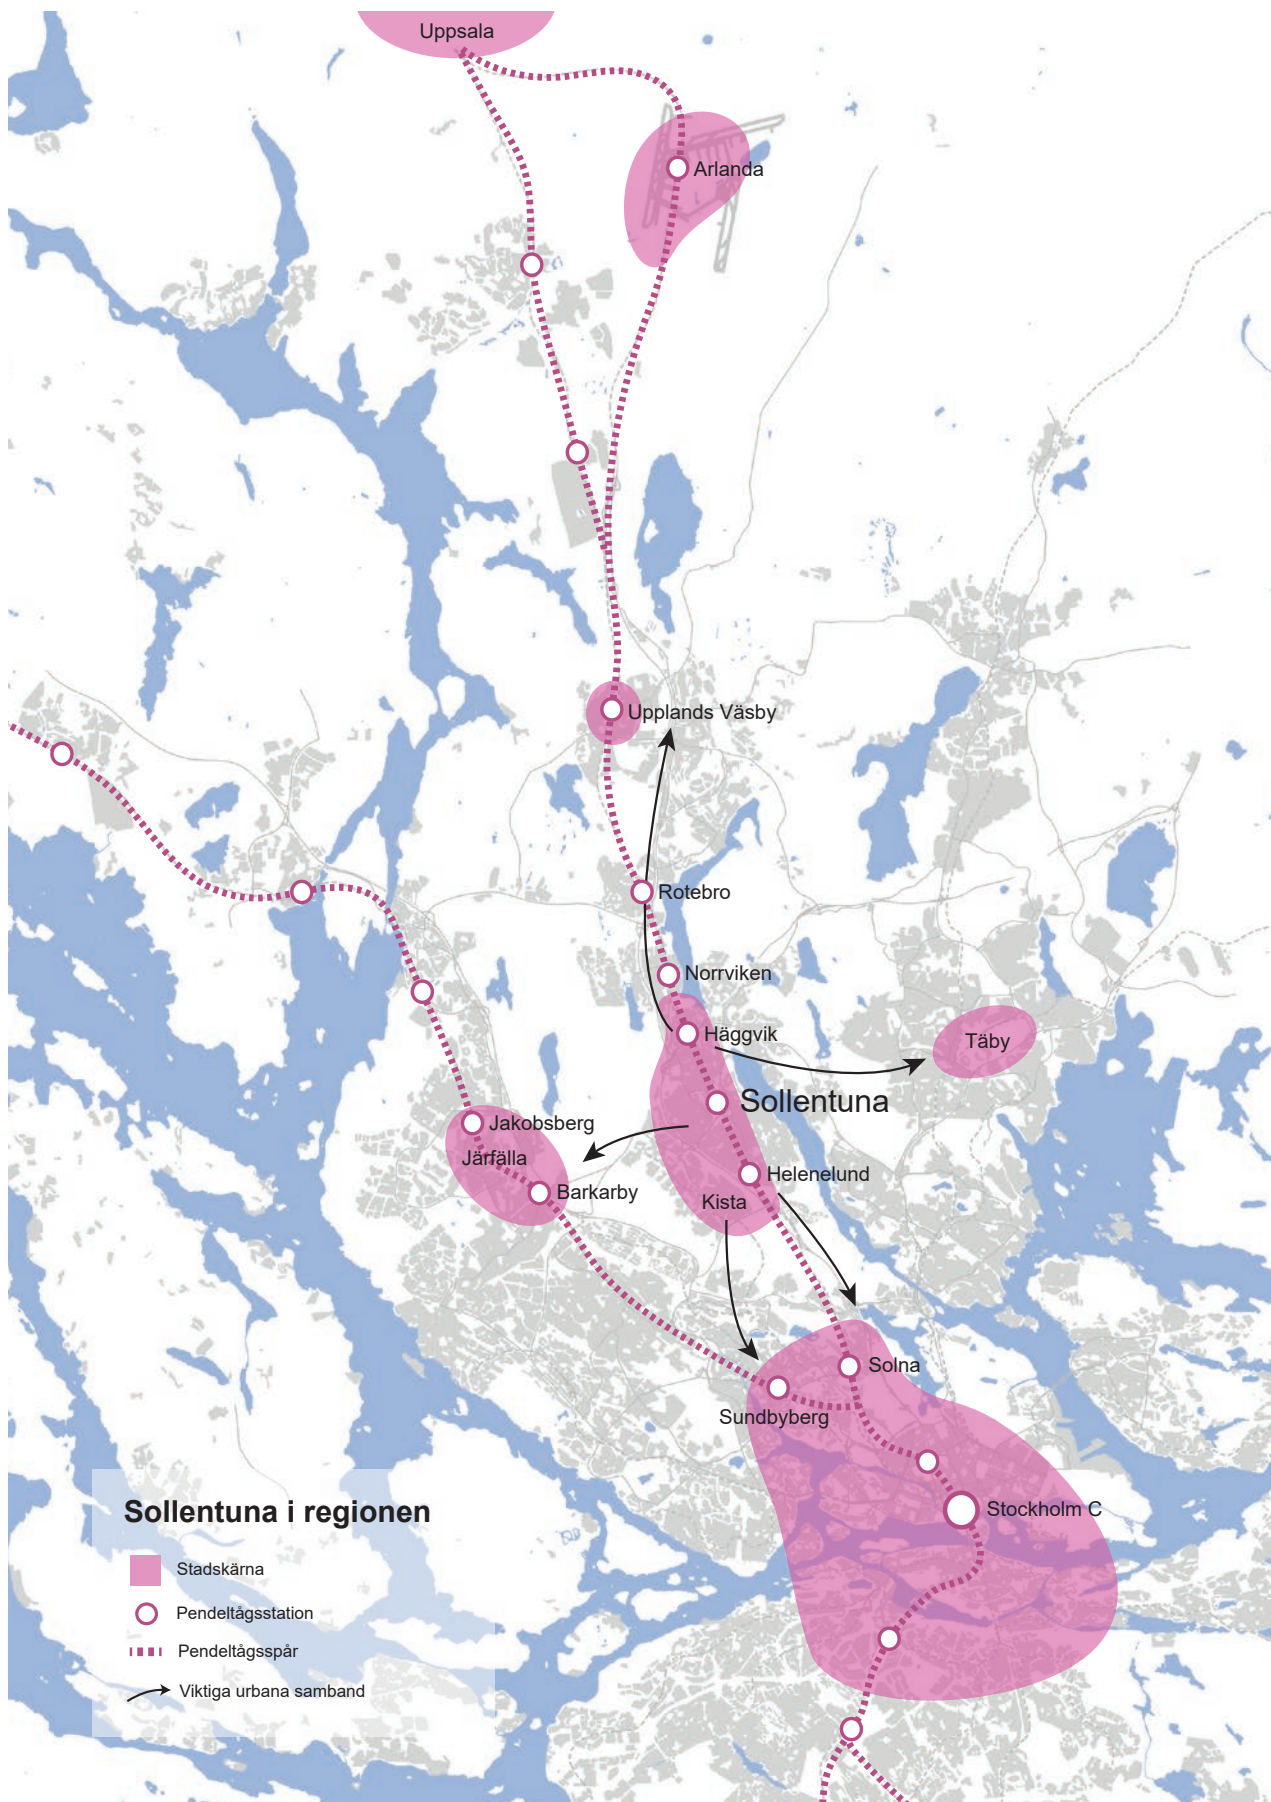 Uppsala
Arlanda
Upplands Väsby
Rotebro
Norrviken
Häggvik
Täby
Sollentuna
Jakobsberg
Järfälla
Helenelund
Barkarby
Kista
Solna
Sundbyberg
Stockholm C
Sollentuna i regionen
Stadskärna
Pendeltågsstation
Pendeltågsspår
Viktiga urbana samband